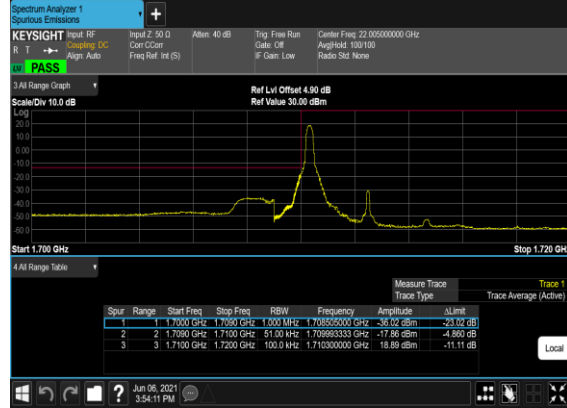 Spectrum Analyzer 1
Spurious Emissions
+
KEYSIGHT Input: RF Input Z: 50 Ω Atten: 40 dB Trig: Free Run Center Freq: 22.005000000 GHz
R T Coupling: DC Corr CCorr Gate: Off Avg|Hold: 100/100
Align: Auto Freq Ref: Int (S) IF Gain: Low Radio Std: None
PASS
3 All Range Graph
Ref Lvl Offset 4.90 dB
Scale/Div 10.0 dB Ref Value 30.00 dBm
Log
20.0
10.0
0.00
-10.0
-20.0
-30.0
-40.0
-50.0
-60.0
Start 1.700 GHz Stop 1.720 GHz
4 All Range Table
Measure Trace Trace 1
Trace Type Trace Average (Active)
Spur Range Start Freq Stop Freq RBW Frequency Amplitude ΔLimit
1 1 1.7000 GHz 1.7090 GHz 1.000 MHz 1.708505000 GHz -36.02 dBm -23.02 dB
2 2 1.7090 GHz 1.7100 GHz 51.00 kHz 1.709993333 GHz -17.86 dBm -4.860 dB
3 3 1.7100 GHz 1.7200 GHz 100.0 kHz 1.710300000 GHz 18.89 dBm -11.11 dB
Local
? Jun 06, 2021
3:54:11 PM